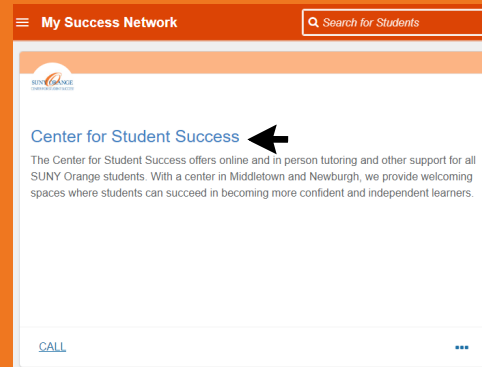 My Success Network
Search for Students
SUNY ORANGE
Center for Student Success
The Center for Student Success offers online and in person tutoring and other support for all
SUNY Orange students. With a center in Middletown and Newburgh, we provide welcoming
spaces where students can succeed in becoming more confident and independent learners.
CALL